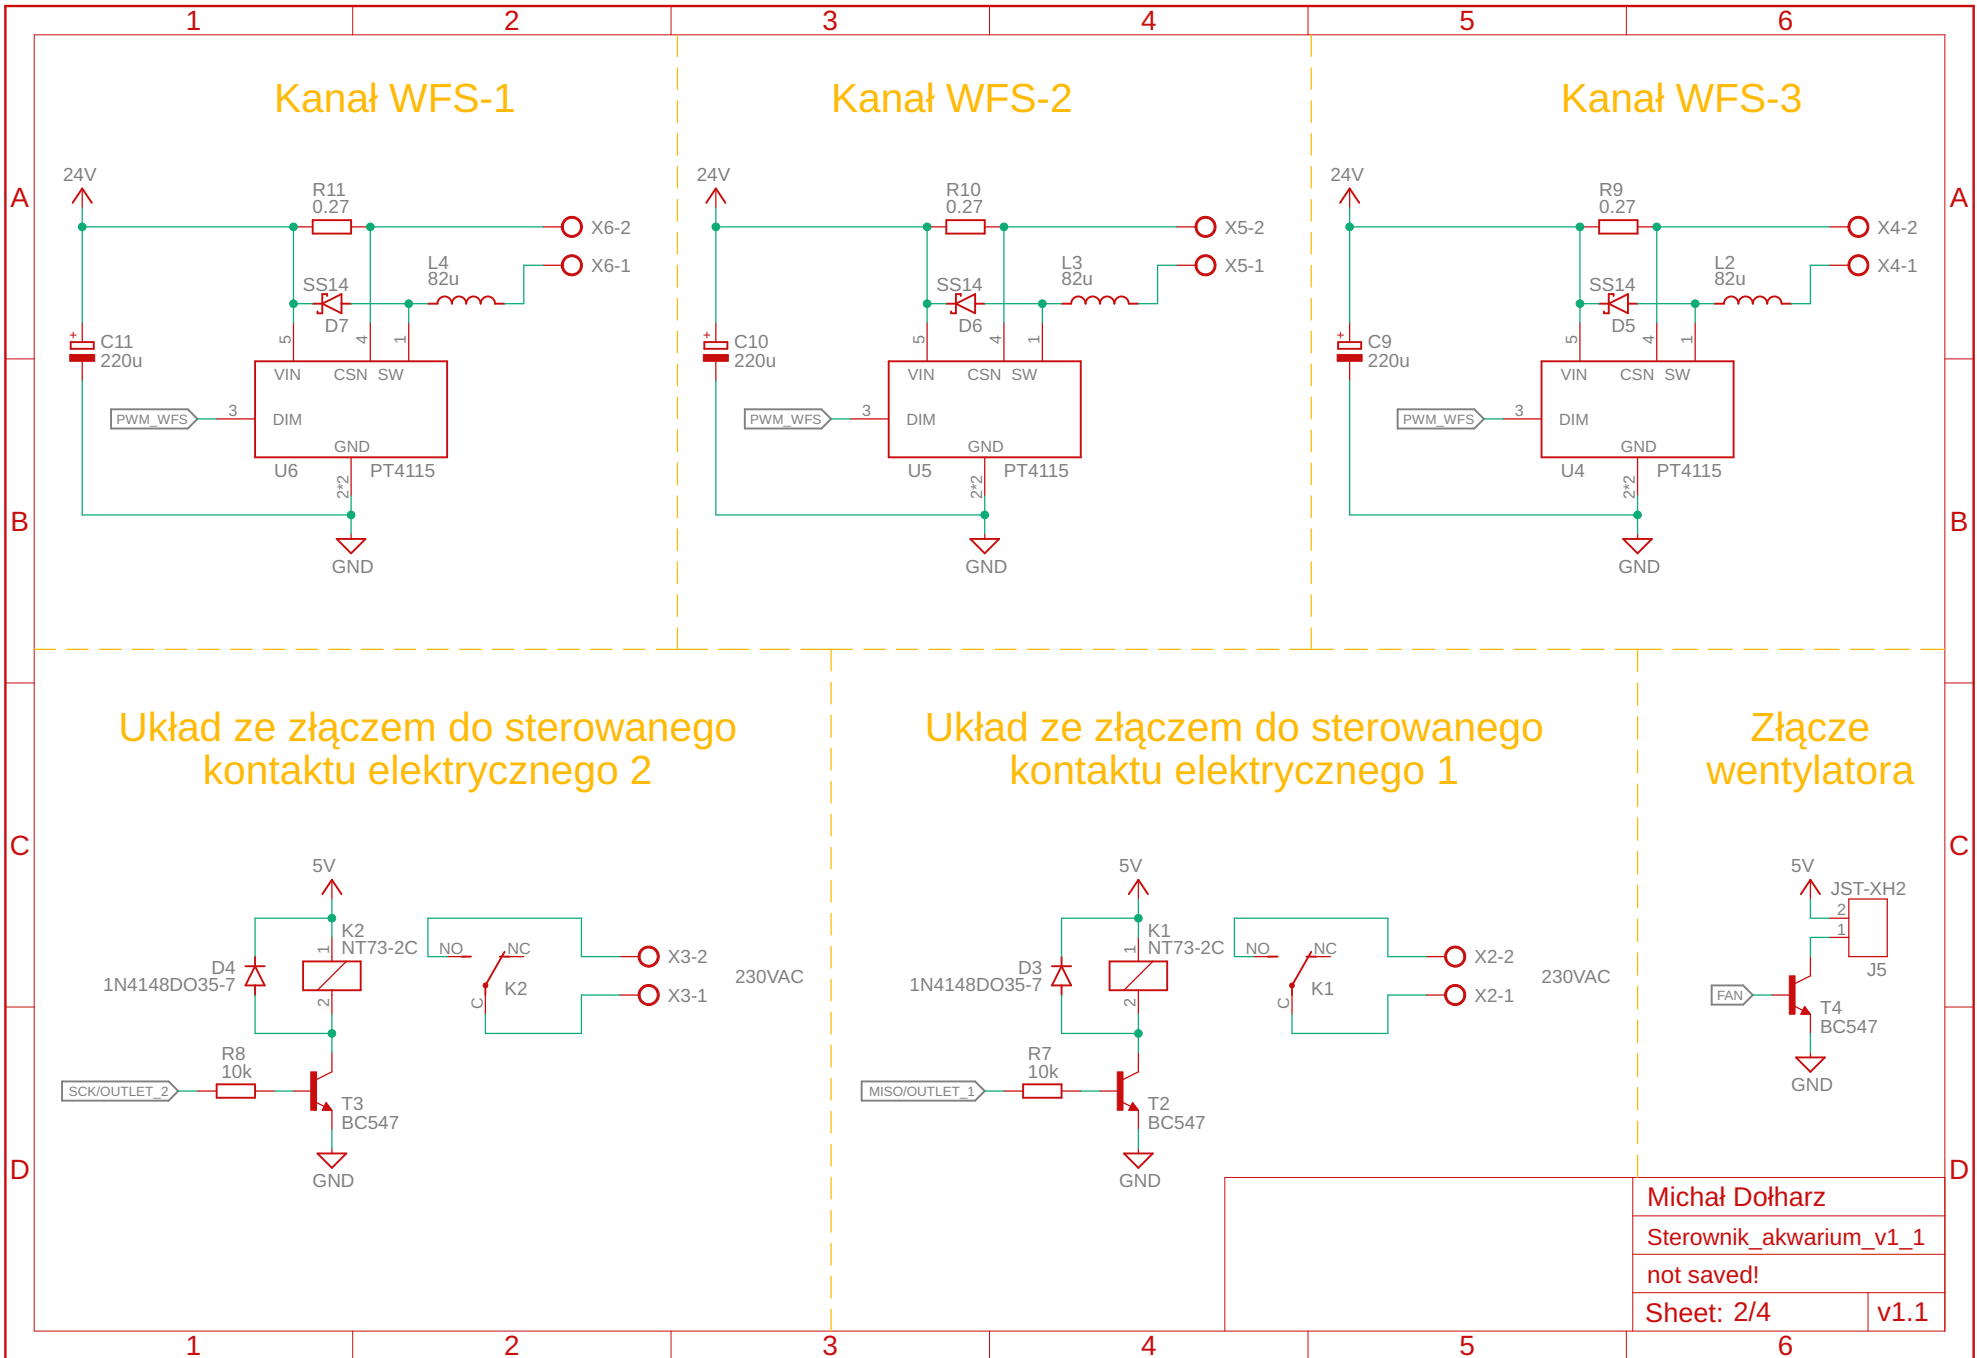 1 2 3 4 5 6
Kanał WFS-1
24V
R11
0.27
X6-2
X6-1
L4
82u
SS14
D7
+
C11
220u
5 4 1
VIN CSN SW
PWM_WFS
3
DIM
GND
U6
2*2
PT4115
GND
Kanał WFS-2
24V
R10
0.27
X5-2
X5-1
L3
82u
SS14
D6
+
C10
220u
5 4 1
VIN CSN SW
PWM_WFS
3
DIM
GND
U5
2*2
PT4115
GND
Kanał WFS-3
24V
R9
0.27
X4-2
X4-1
L2
82u
SS14
D5
+
C9
220u
5 4 1
VIN CSN SW
PWM_WFS
3
DIM
GND
U4
2*2
PT4115
GND
A A
B B
Układ ze złączem do sterowanego
kontaktu elektrycznego 2
5V
K2
NT73-2C
1
2
D4
1N4148DO35-7
NO NC
C
K2
X3-2
X3-1
230VAC
R8
10k
SCK/OUTLET_2
T3
BC547
GND
Układ ze złączem do sterowanego
kontaktu elektrycznego 1
5V
K1
NT73-2C
1
2
D3
1N4148DO35-7
NO NC
C
K1
X2-2
X2-1
230VAC
R7
10k
MISO/OUTLET_1
T2
BC547
GND
Złącze
wentylatora
5V
JST-XH2
2
1
J5
FAN
T4
BC547
GND
C C
D D
Michał Dołharz
Sterownik_akwarium_v1_1
not saved!
Sheet: 2/4 v1.1
1 2 3 4 5 6